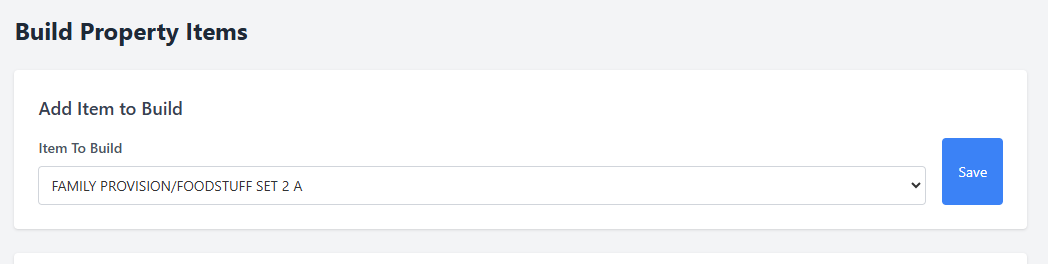 Build Property Items
Add Item to Build
Item To Build
FAMILY PROVISION/FOODSTUFF SET 2 A
Save